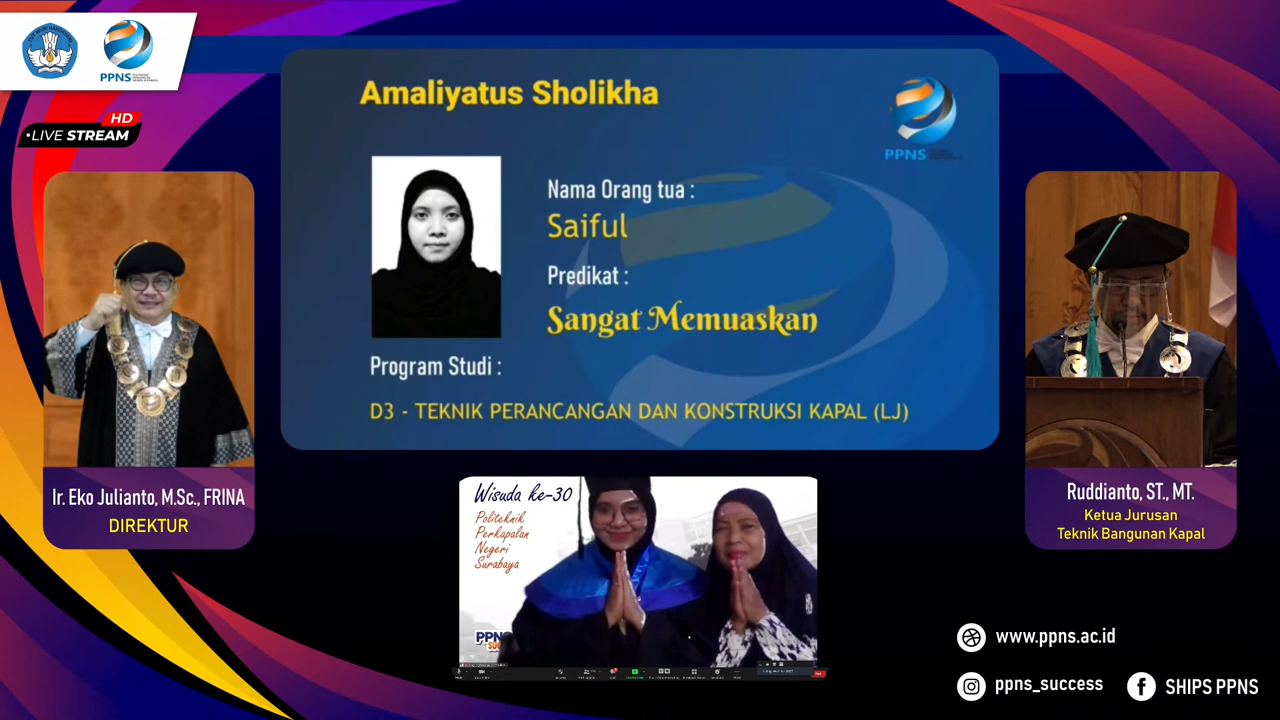 PPNS
HD
•LIVE STREAM
Amaliyatus Sholikha
PPNS
Nama Orang tua :
Saiful
Predikat :
Sangat Memuaskan
Program Studi :
D3 - TEKNIK PERANCANGAN DAN KONSTRUKSI KAPAL (LJ)
Ir. Eko Julianto, M.Sc., FRINA
DIREKTUR
Ruddianto, ST., MT.
Ketua Jurusan
Teknik Bangunan Kapal
Wisuda ke-30
Politeknik
Perkapalan
Negeri
Surabaya
PPNS
www.ppns.ac.id
ppns_success
SHIPS PPNS